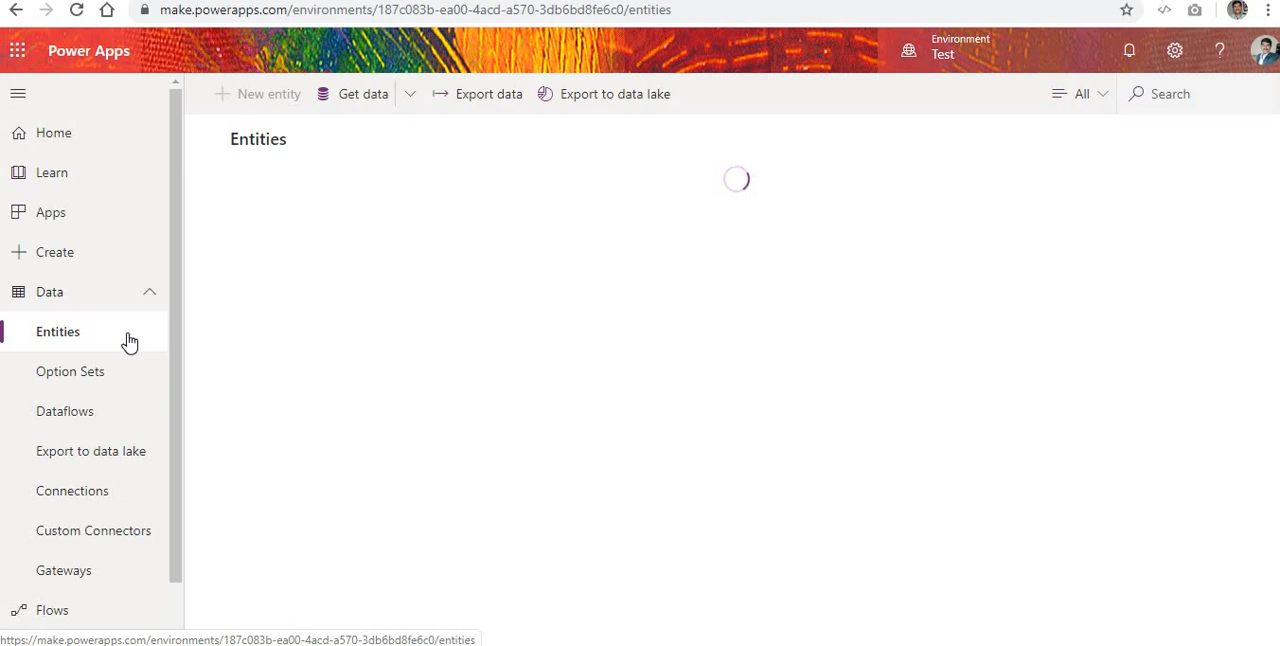 make.powerapps.com/environments/187c083b-ea00-4acd-a570-3db6bd8fe6c0/entities
Power Apps
Environment
Test
New entity
Get data
Export data
Export to data lake
All
Search
Home
Learn
Apps
Create
Data
Entities
Option Sets
Dataflows
Export to data lake
Connections
Custom Connectors
Gateways
Flows
Entities
https://make.powerapps.com/environments/187c083b-ea00-4acd-a570-3db6bd8fe6c0/entities